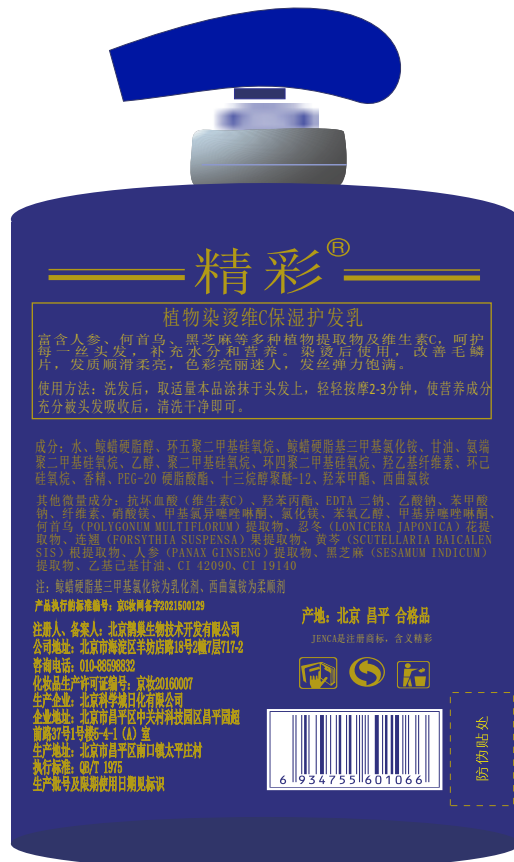 精彩®
植物染烫维C保湿护发乳
富含人参、何首乌、黑芝麻等多种植物提取物及维生素C，呵护
每一丝头发，补充水分和营养。染烫后使用，改善毛鳞
片，发质顺滑柔亮，色彩亮丽迷人，发丝弹力饱满。
使用方法：洗发后，取适量本品涂抹于头发上，轻轻按摩2-3分钟，使营养成分
充分被头发吸收后，清洗干净即可。
成分：水、鲸蜡硬脂醇、环五聚二甲基硅氧烷、鲸蜡硬脂基三甲基氯化铵、甘油、氨端
聚二甲基硅氧烷、乙醇、聚二甲基硅氧烷、环四聚二甲基硅氧烷、羟乙基纤维素、环己
硅氧烷、香精、PEG-20 硬脂酸酯、十三烷醇聚醚-12、羟苯甲酯、西曲氯铵
其他微量成分：抗坏血酸（维生素C）、羟苯丙酯、EDTA 二钠、乙酸钠、苯甲酸
钠、纤维素、硝酸镁、甲基氯异噻唑啉酮、氯化镁、苯氧乙醇、甲基异噻唑啉酮、
何首乌（POLYGONUM MULTIFLORUM）提取物、忍冬（LONICERA JAPONICA）花提
取物、连翘（FORSYTHIA SUSPENSA）果提取物、黄芩（SCUTELLARIA BAICALEN
SIS）根提取物、人参（PANAX GINSENG）提取物、黑芝麻（SESAMUM INDICUM）
提取物、乙基己基甘油、CI 42090、CI 19140
注：鲸蜡硬脂基三甲基氯化铵为乳化剂、西曲氯铵为柔顺剂
产品执行的标准编号：京G妆网备字2021500129
注册人、备案人：北京鹊巢生物技术开发有限公司
公司地址：北京市海淀区羊坊店路18号2幢7层717-2
咨询电话：010-88598832
化妆品生产许可证编号：京妆20160007
生产企业：北京科学城日化有限公司
企业地址：北京市昌平区中关村科技园区昌平园超
前路37号1号楼6-4-1（A）室
生产地址：北京市昌平区南口镇太平庄村
执行标准：QB/T 1975
生产批号及限期使用日期见标识
产地：北京 昌平 合格品
JENCA是注册商标，含义精彩
6 934755 601066
防伪贴处